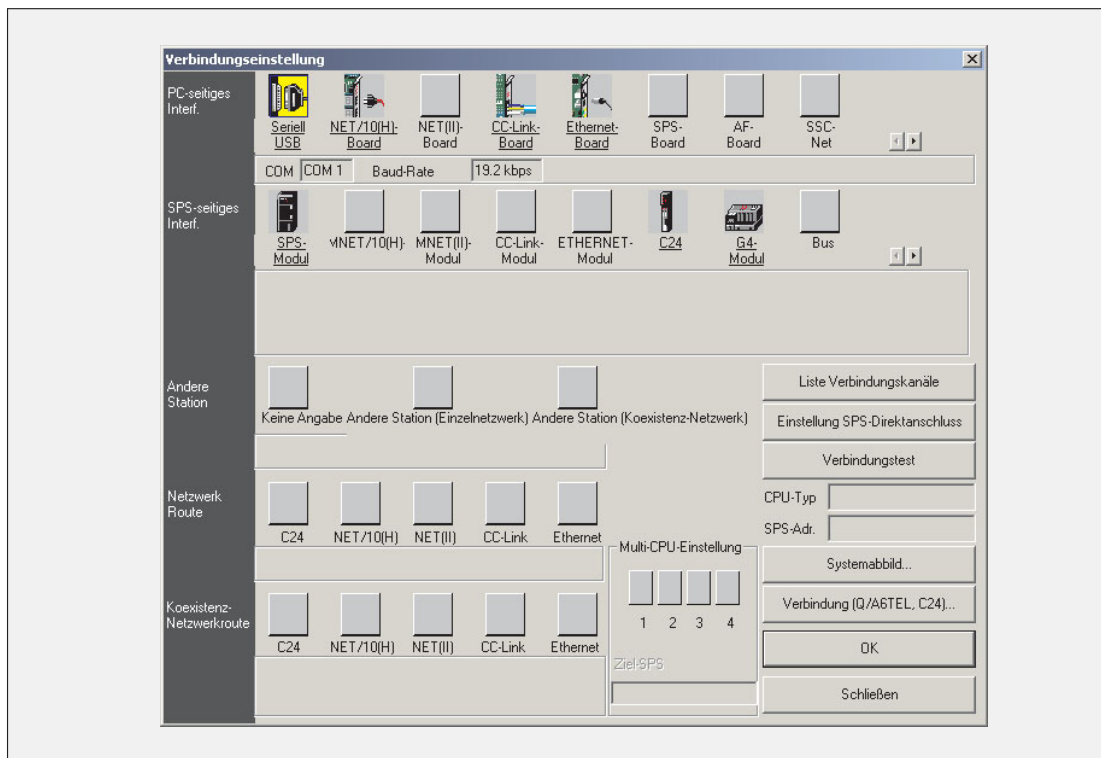 Verbindungseinstellung
PC-seitiges
Interf.
Seriell
USB
NET/10(H)-
Board
NET(II)-
Board
CC-Link-
Board
Ethernet-
Board
SPS-
Board
AF-
Board
SSC-
Net
COM COM 1 Baud-Rate 19.2 kbps
SPS-seitiges
Interf.
SPS-
Modul
MNET/10(H)-
MNET(II)-
Modul
CC-Link-
Modul
ETHERNET-
Modul
C24
G4-
Modul
Bus
Andere
Station
Keine Angabe Andere Station (Einzelnetzwerk) Andere Station (Koexistenz-Netzwerk)
Liste Verbindungskanäle
Einstellung SPS-Direktanschluss
Verbindungstest
CPU-Typ
SPS-Adr.
Netzwerk
Route
C24 NET/10(H) NET(II) CC-Link Ethernet
Multi-CPU-Einstellung
1 2 3 4
Ziel-SPS
Systemabbild...
Verbindung (Q/A6TEL, C24)...
OK
Schließen
Koexistenz-
Netzwerkroute
C24 NET/10(H) NET(II) CC-Link Ethernet